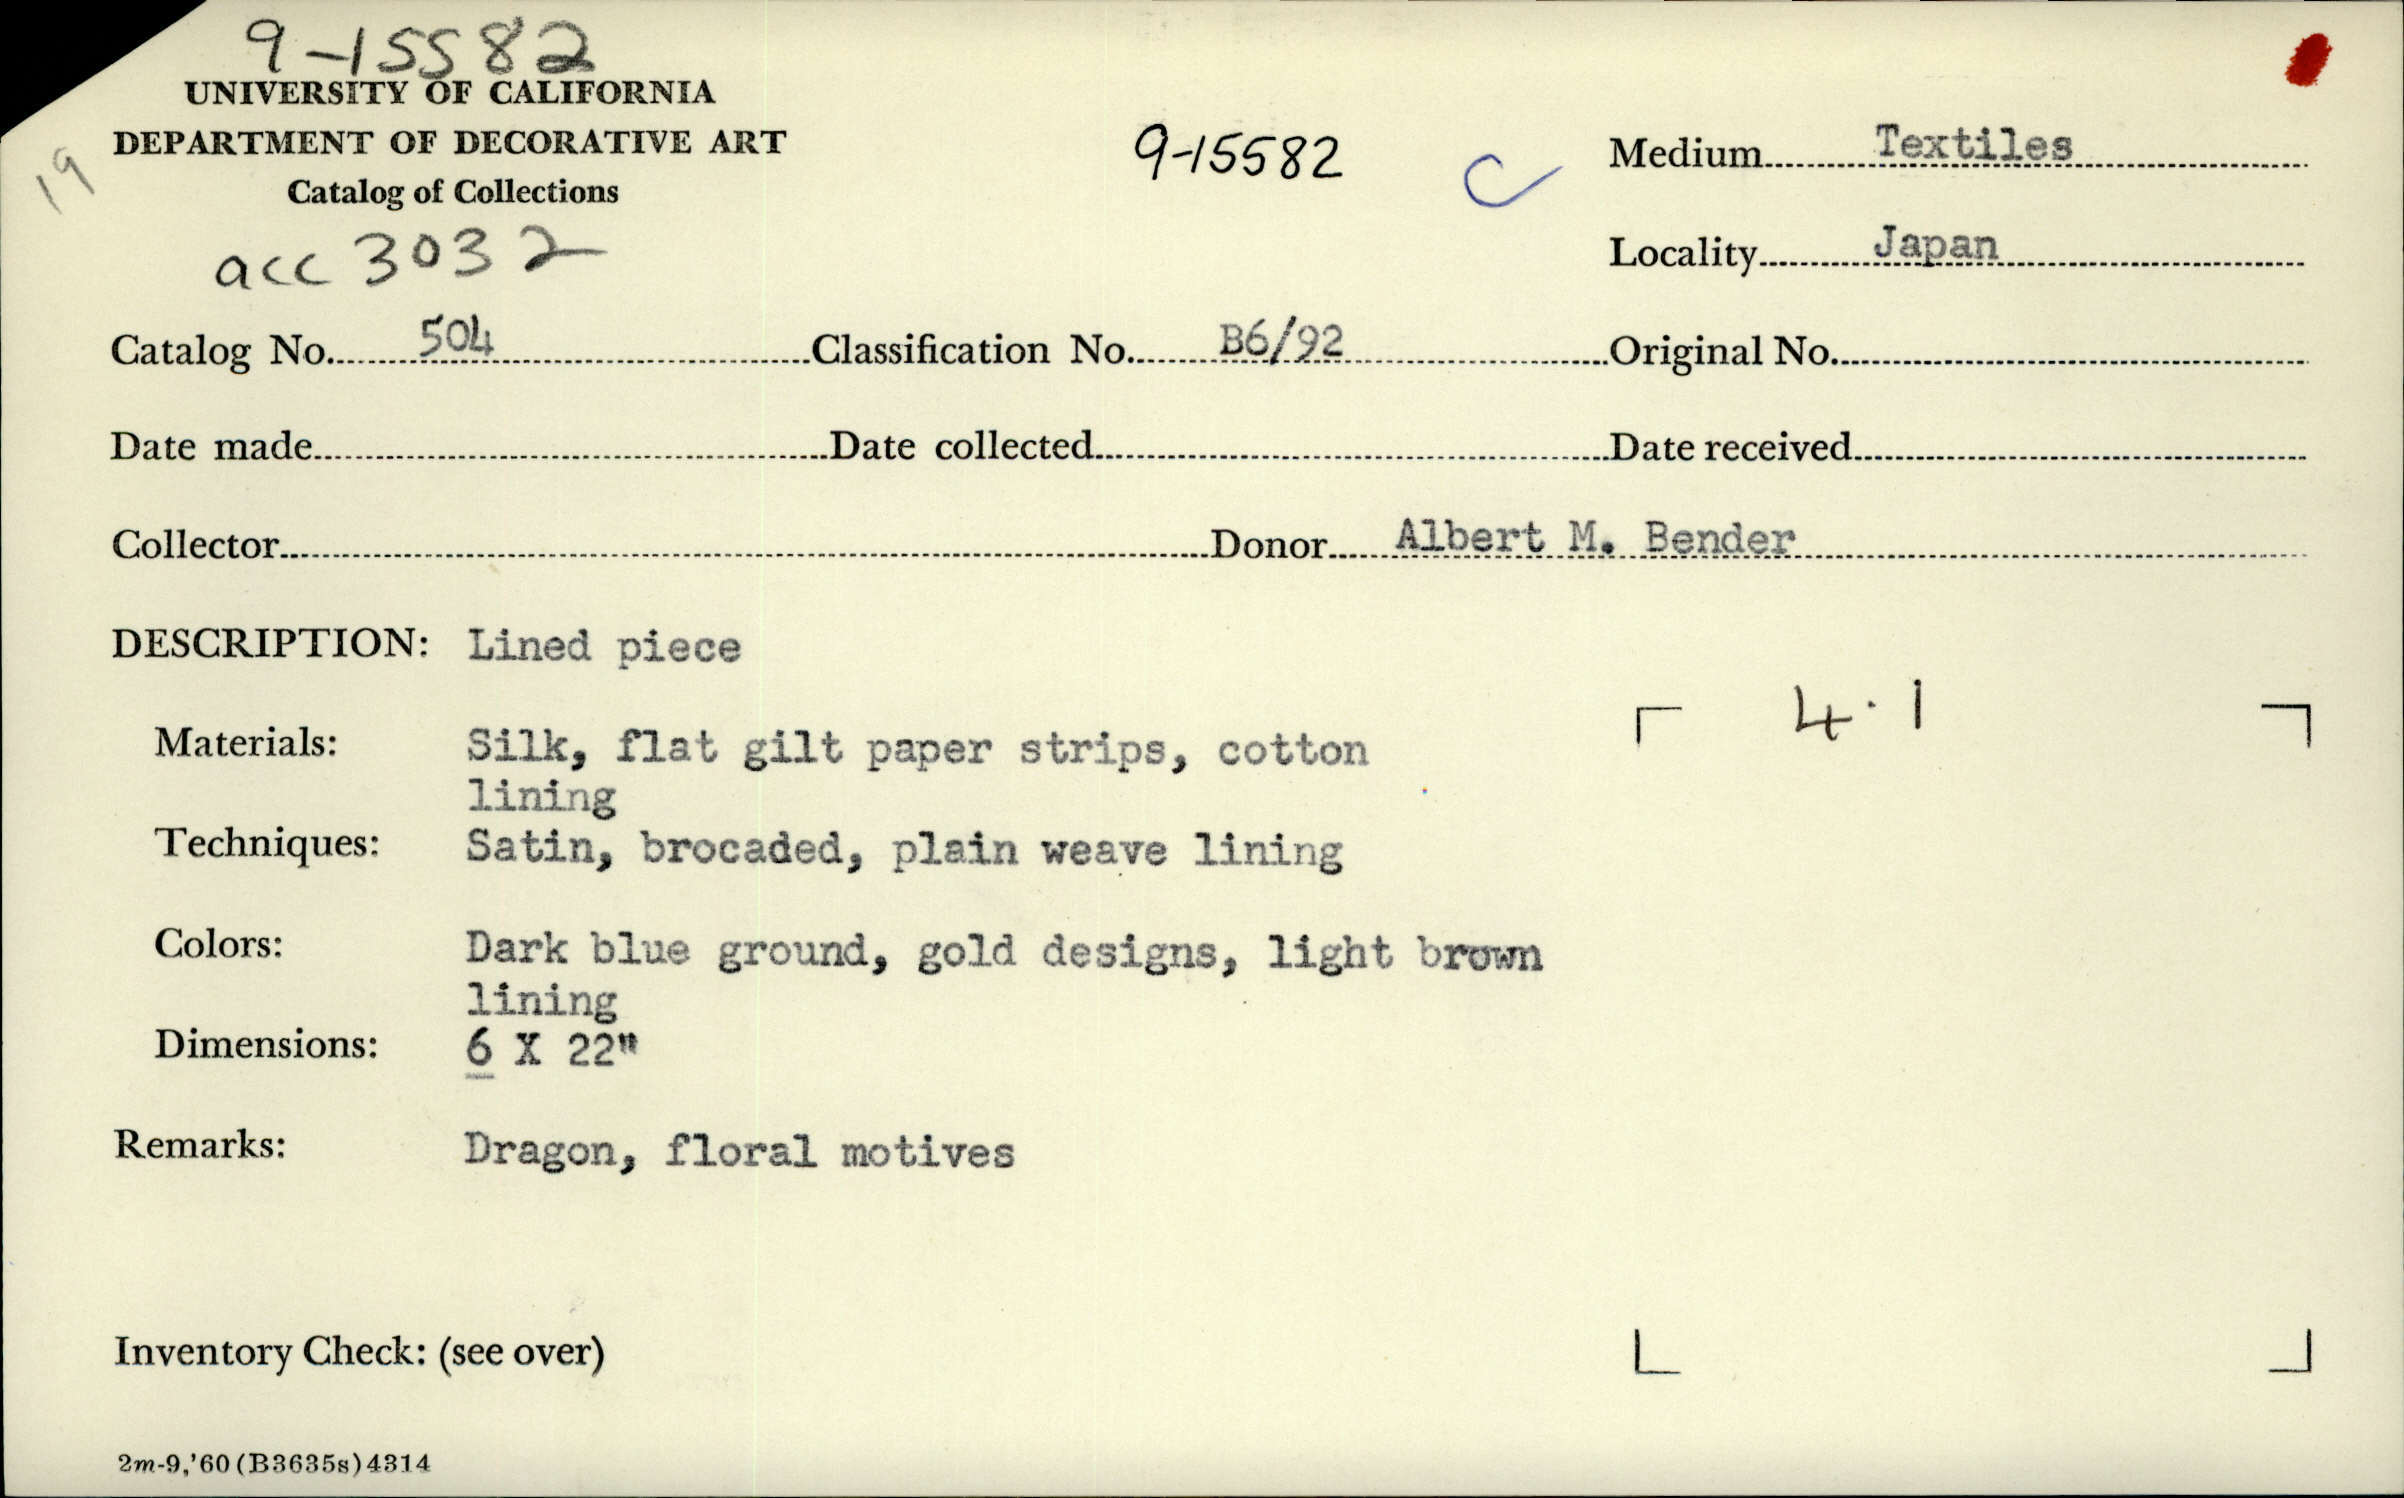 9-15582
UNIVERSITY OF CALIFORNIA
DEPARTMENT OF DECORATIVE ART
Catalog of Collections
19
acc 3032
9-15582
Medium Textiles
Locality Japan
Catalog No. 504 Classification No. B6/92 Original No.
Date made Date collected Date received
Collector Donor Albert M. Bender
DESCRIPTION: Lined piece
4.1
Materials: Silk, flat gilt paper strips, cotton
lining
Techniques: Satin, brocaded, plain weave lining
Colors: Dark blue ground, gold designs, light brown
lining
Dimensions: 6 X 22"
Remarks: Dragon, floral motives
Inventory Check: (see over)
2m-9,'60(B3635s)4314